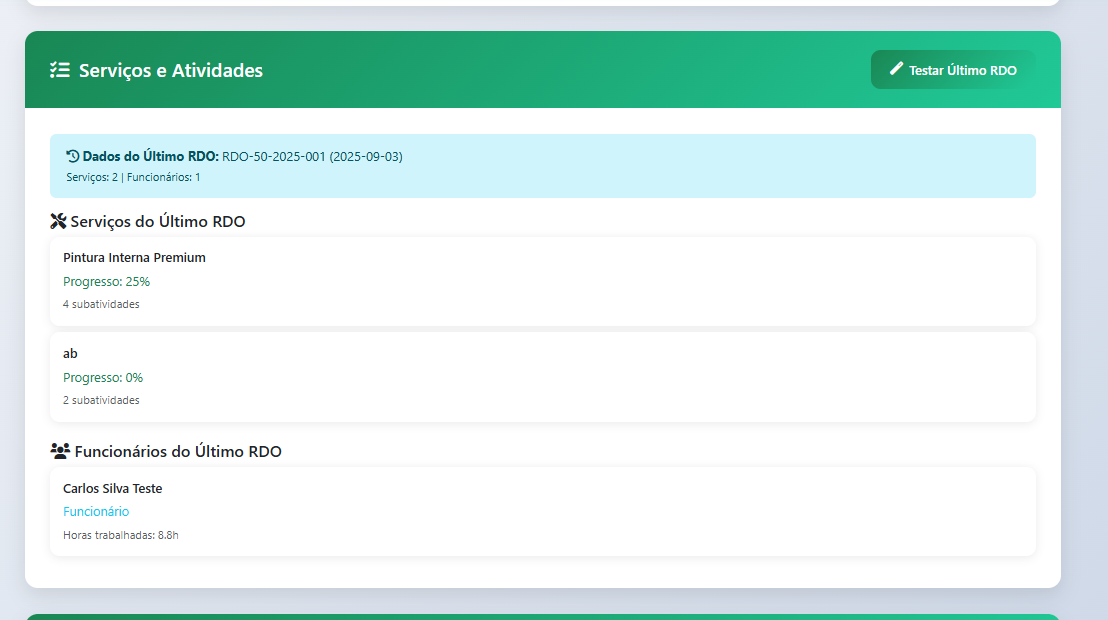 Serviços e Atividades
Testar Último RDO
Dados do Último RDO: RDO-50-2025-001 (2025-09-03)
Serviços: 2 | Funcionários: 1
Serviços do Último RDO
Pintura Interna Premium
Progresso: 25%
4 subatividades
ab
Progresso: 0%
2 subatividades
Funcionários do Último RDO
Carlos Silva Teste
Funcionário
Horas trabalhadas: 8.8h